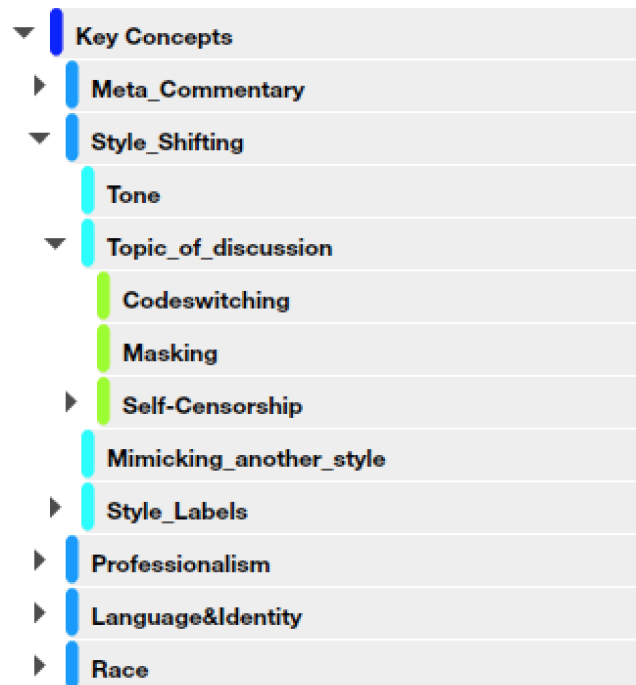 Key Concepts
Meta_Commentary
Style_Shifting
Tone
Topic_of_discussion
Codeswitching
Masking
Self-Censorship
Mimicking_another_style
Style_Labels
Professionalism
Language&Identity
Race